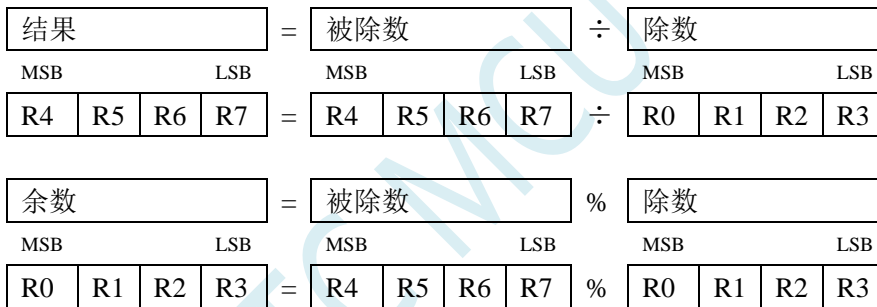 结果 = 被除数 ÷ 除数
MSB LSB MSB LSB MSB LSB
R4 R5 R6 R7 = R4 R5 R6 R7 ÷ R0 R1 R2 R3
余数 = 被除数 % 除数
MSB LSB MSB LSB MSB LSB
R0 R1 R2 R3 = R4 R5 R6 R7 % R0 R1 R2 R3
MCU